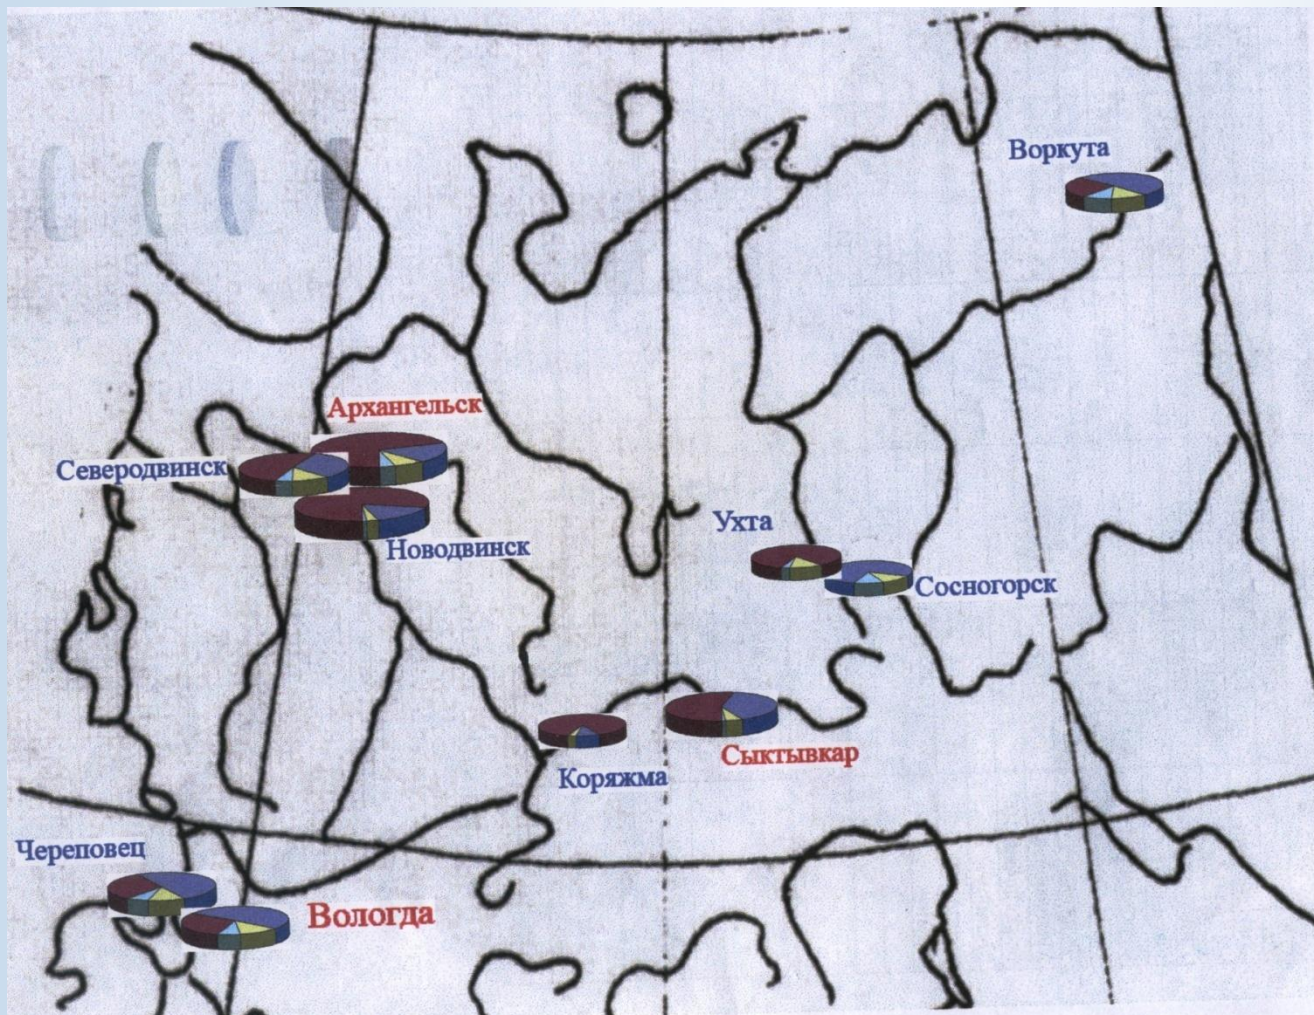 Воркута
Архангельск
Северодвинск
Ухта
Новодвинск
Сосногорск
Сыктывкар
Коряжма
Череповец
Вологда